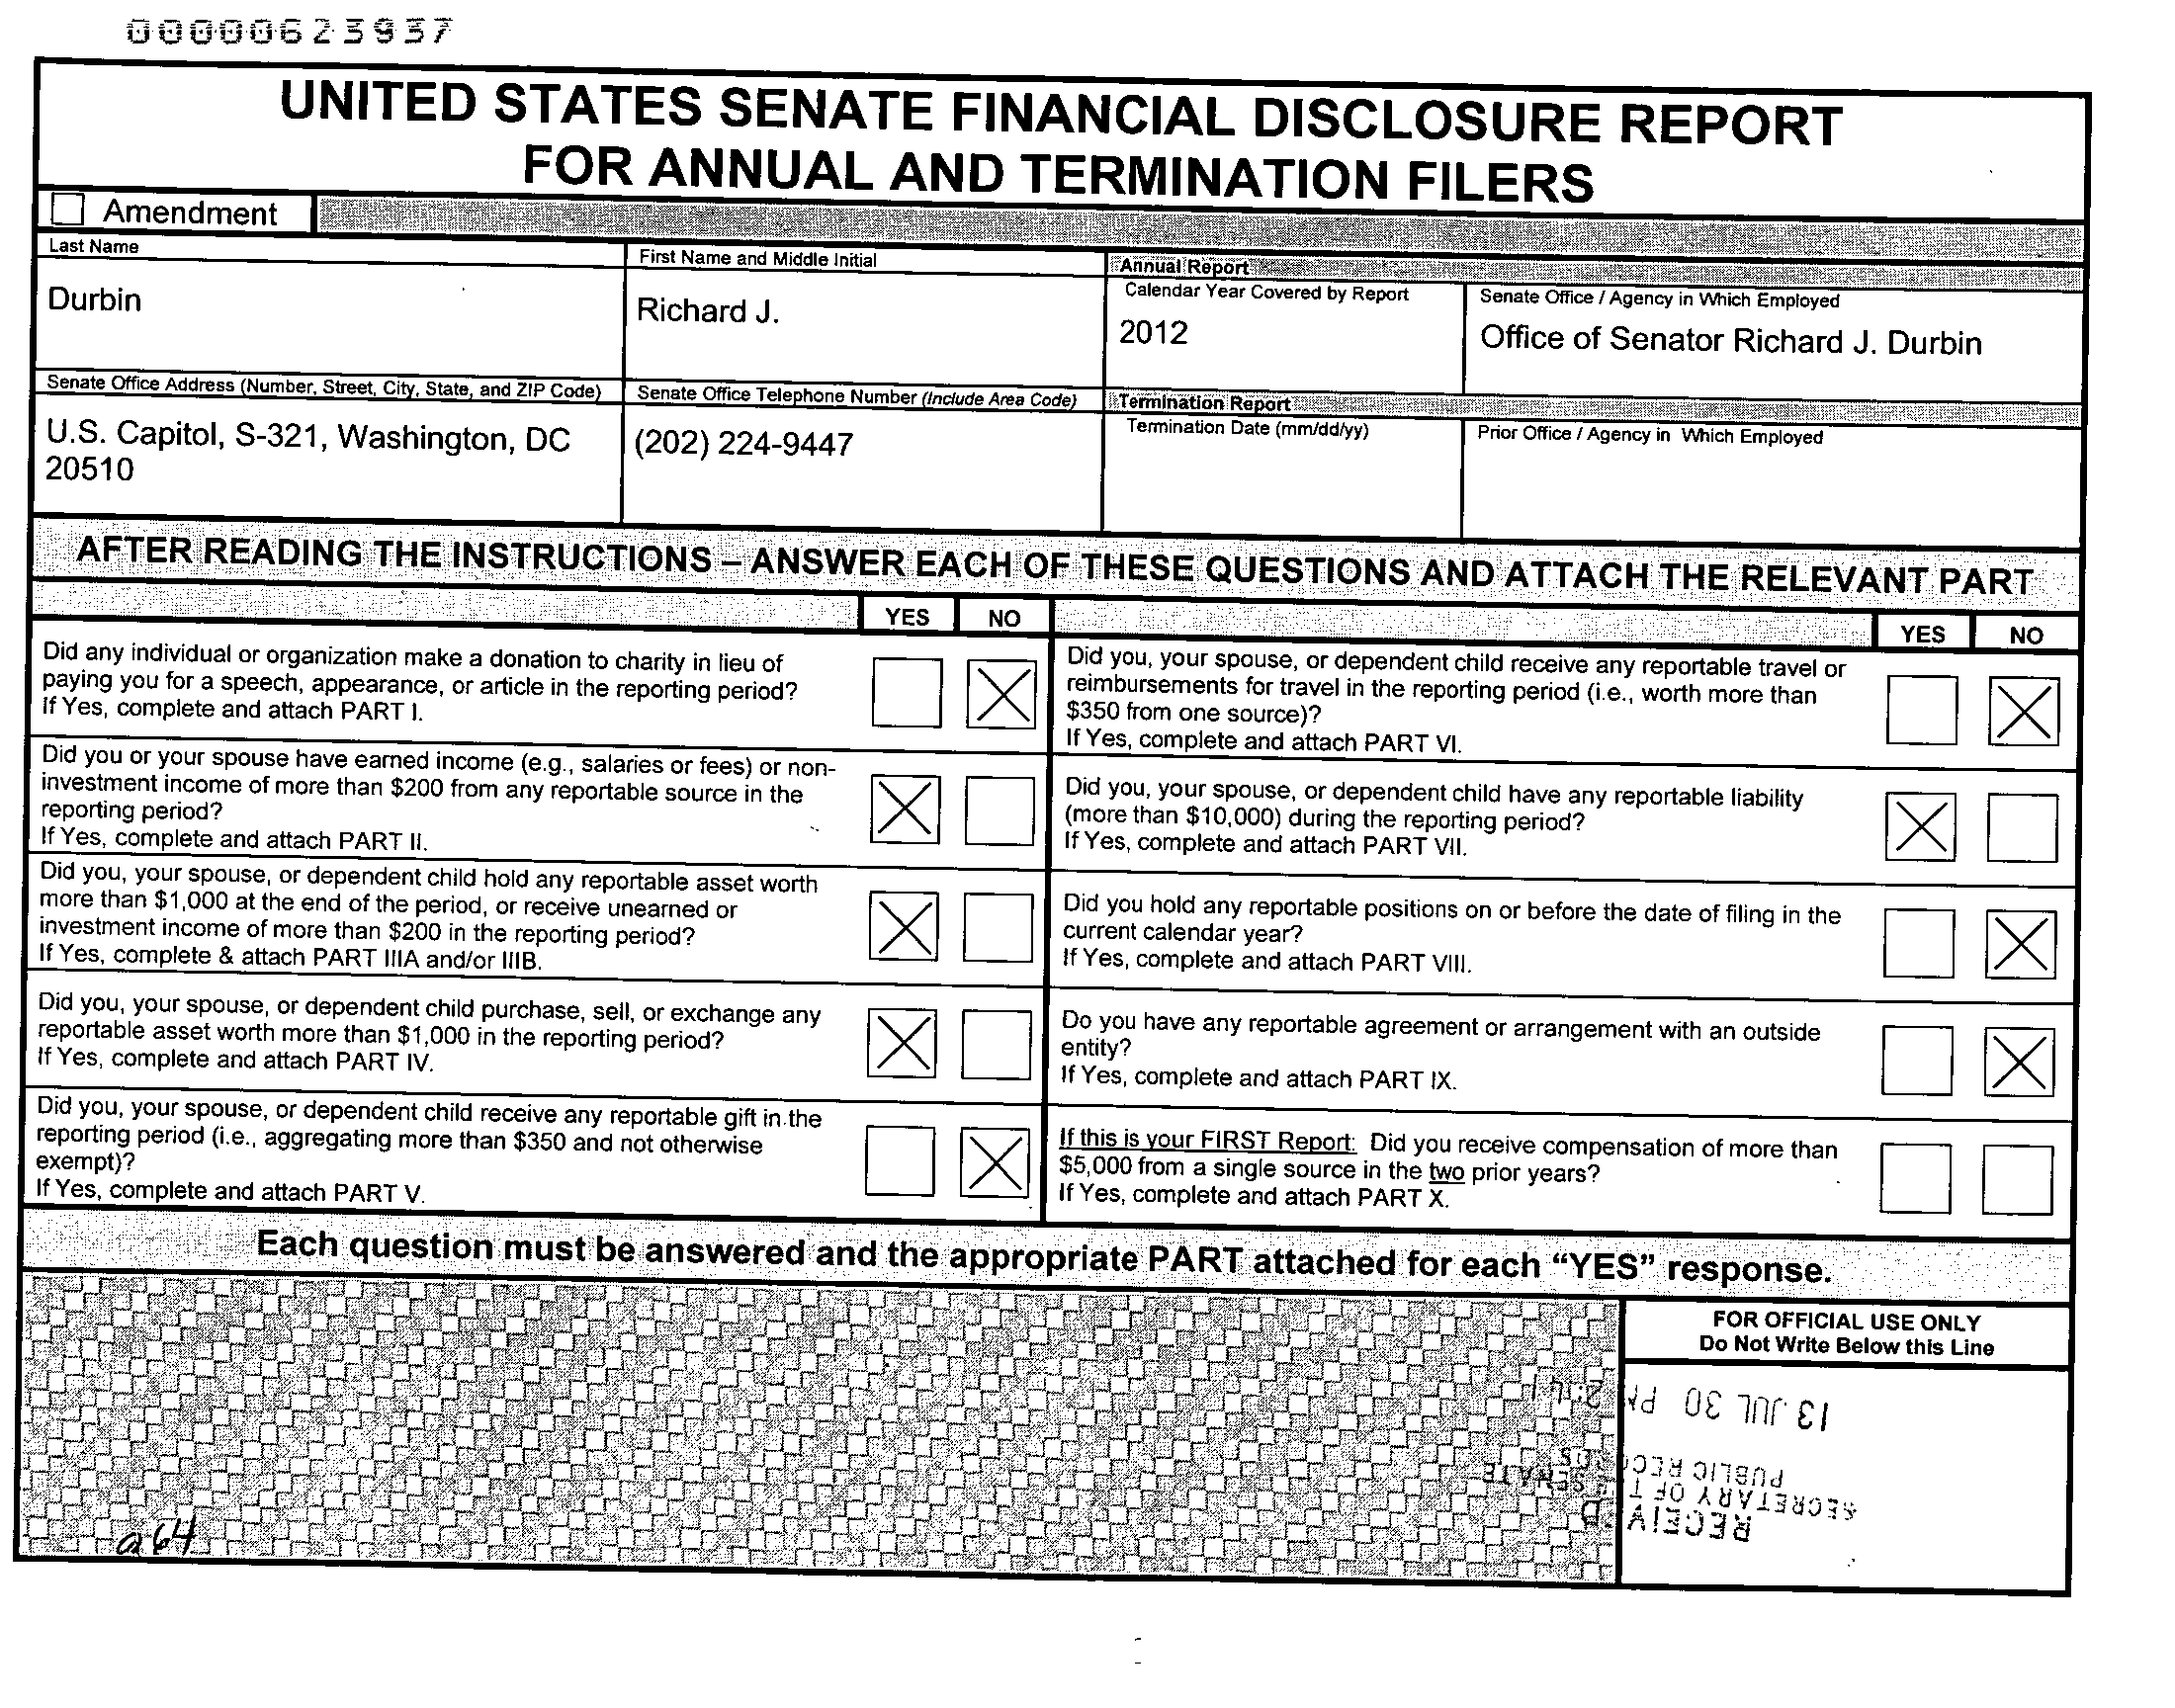 00000623937
UNITED STATES SENATE FINANCIAL DISCLOSURE REPORT
FOR ANNUAL AND TERMINATION FILERS
Amendment
Last Name
Durbin
First Name and Middle Initial
Richard J.
Annual Report
Calendar Year Covered by Report
2012
Senate Office / Agency in Which Employed
Office of Senator Richard J. Durbin
Senate Office Address (Number, Street, City, State, and ZIP Code)
U.S. Capitol, S-321, Washington, DC
20510
Senate Office Telephone Number (Include Area Code)
(202) 224-9447
Termination Report
Termination Date (mm/dd/yy)
Prior Office / Agency in Which Employed
AFTER READING THE INSTRUCTIONS – ANSWER EACH OF THESE QUESTIONS AND ATTACH THE RELEVANT PART
YES NO
Did any individual or organization make a donation to charity in lieu of
paying you for a speech, appearance, or article in the reporting period?
If Yes, complete and attach PART I.
Did you or your spouse have earned income (e.g., salaries or fees) or non-
investment income of more than $200 from any reportable source in the
reporting period?
If Yes, complete and attach PART II.
Did you, your spouse, or dependent child hold any reportable asset worth
more than $1,000 at the end of the period, or receive unearned or
investment income of more than $200 in the reporting period?
If Yes, complete & attach PART IIIA and/or IIIB.
Did you, your spouse, or dependent child purchase, sell, or exchange any
reportable asset worth more than $1,000 in the reporting period?
If Yes, complete and attach PART IV.
Did you, your spouse, or dependent child receive any reportable gift in the
reporting period (i.e., aggregating more than $350 and not otherwise
exempt)?
If Yes, complete and attach PART V.
YES NO
Did you, your spouse, or dependent child receive any reportable travel or
reimbursements for travel in the reporting period (i.e., worth more than
$350 from one source)?
If Yes, complete and attach PART VI.
Did you, your spouse, or dependent child have any reportable liability
(more than $10,000) during the reporting period?
If Yes, complete and attach PART VII.
Did you hold any reportable positions on or before the date of filing in the
current calendar year?
If Yes, complete and attach PART VIII.
Do you have any reportable agreement or arrangement with an outside
entity?
If Yes, complete and attach PART IX.
If this is your FIRST Report: Did you receive compensation of more than
$5,000 from a single source in the two prior years?
If Yes, complete and attach PART X.
Each question must be answered and the appropriate PART attached for each “YES” response.
FOR OFFICIAL USE ONLY
Do Not Write Below this Line
RECEIVED
SECRETARY OF THE SENATE
PUBLIC RECORDS
13 JUL 30 PM
a64